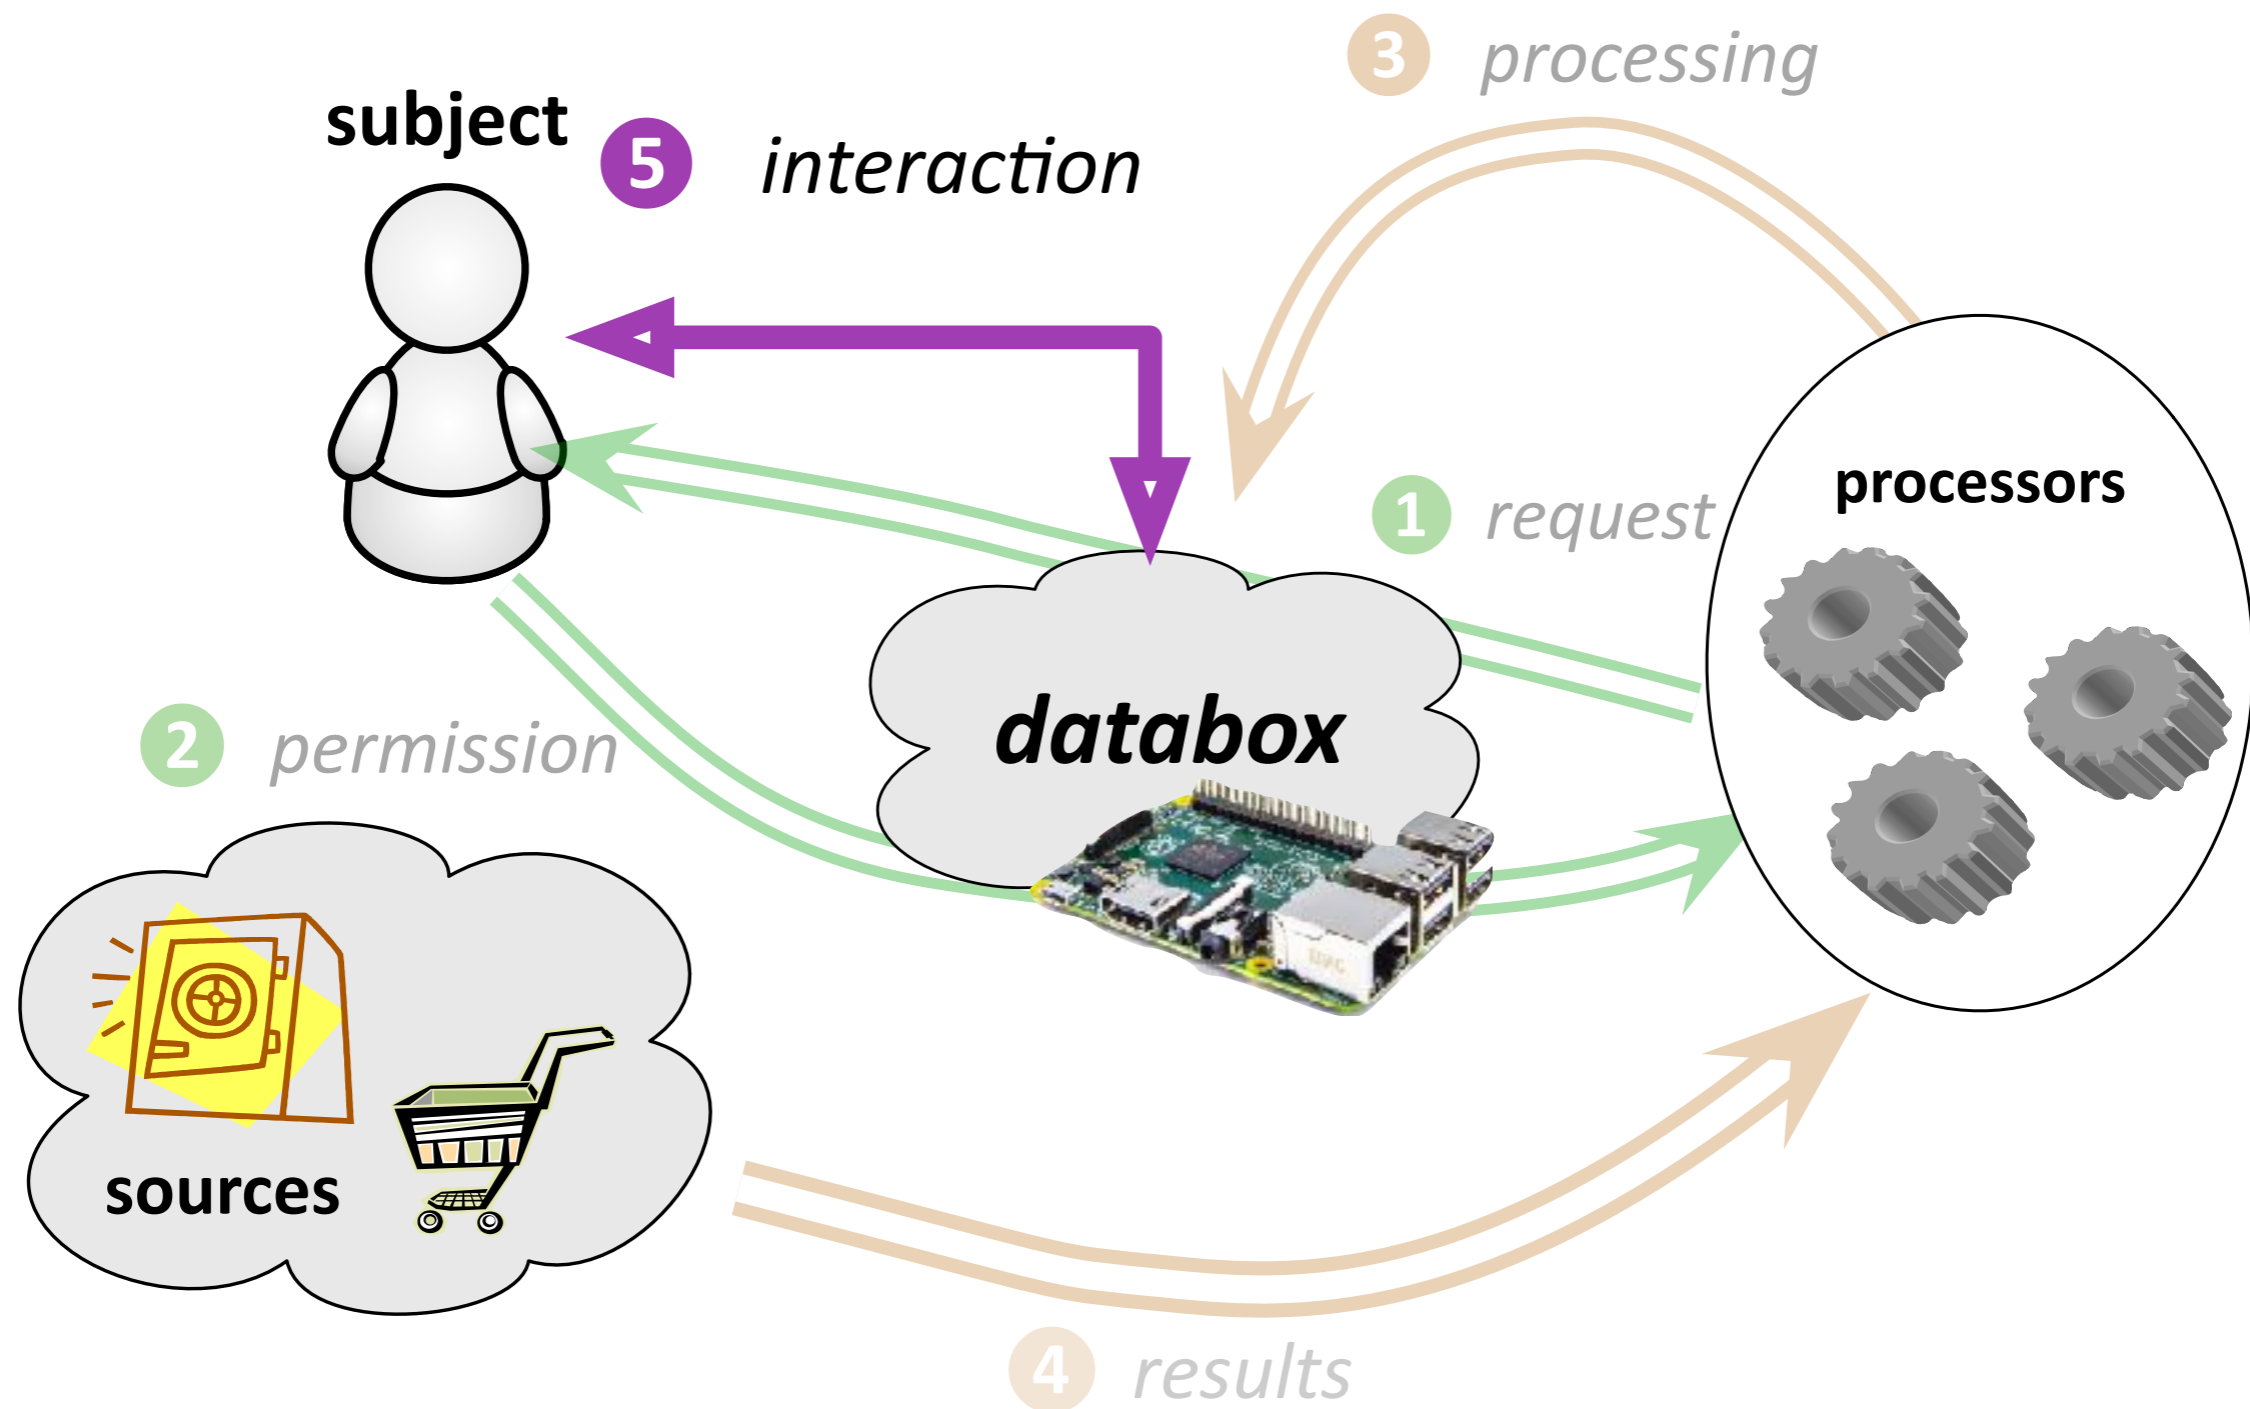 3 processing
subject
5 interaction
1 request
processors
databox
2 permission
sources
4 results